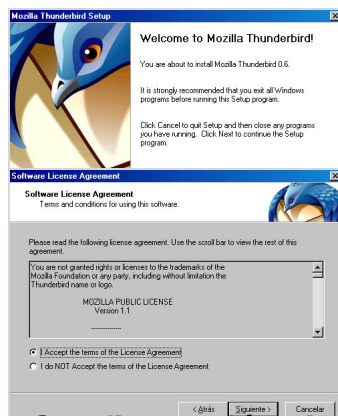 Mozilla Thunderbird Setup
Welcome to Mozilla Thunderbird!
You are about to install Mozilla Thunderbird 0.6.
It is strongly recommended that you exit all Windows
programs before running this Setup program.
Click Cancel to quit Setup and then close any programs
you have running. Click Next to continue the Setup
program.
Software License Agreement
Software License Agreement
Terms and conditions for using this software.
Please read the following license agreement. Use the scroll bar to view the rest of this
agreement.
You are not granted rights or licenses to the trademarks of the
Mozilla Foundation or any party, including without limitation the
Thunderbird name or logo.
MOZILLA PUBLIC LICENSE
Version 1.1
---------------
I Accept the terms of the License Agreement
I do NOT Accept the terms of the License Agreement
< Atrás
Siguiente >
Cancelar